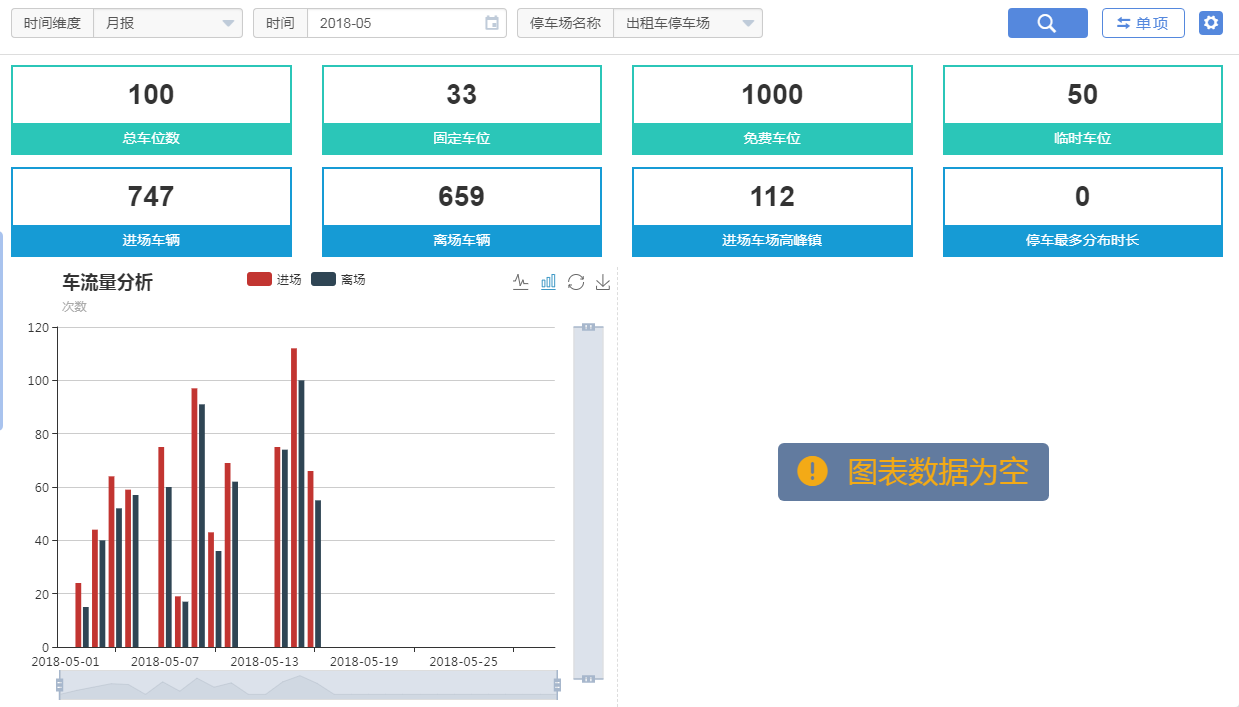 时间维度 月报 时间 2018-05 停车场名称 出租车停车场 单项
100 33 1000 50
总车位数 固定车位 免费车位 临时车位
747 659 112 0
进场车辆 离场车辆 进场车场高峰镇 停车最多分布时长
车流量分析 进场 离场
次数
120
100
80
60
40
20
0
2018-05-01 2018-05-07 2018-05-13 2018-05-19 2018-05-25
图表数据为空